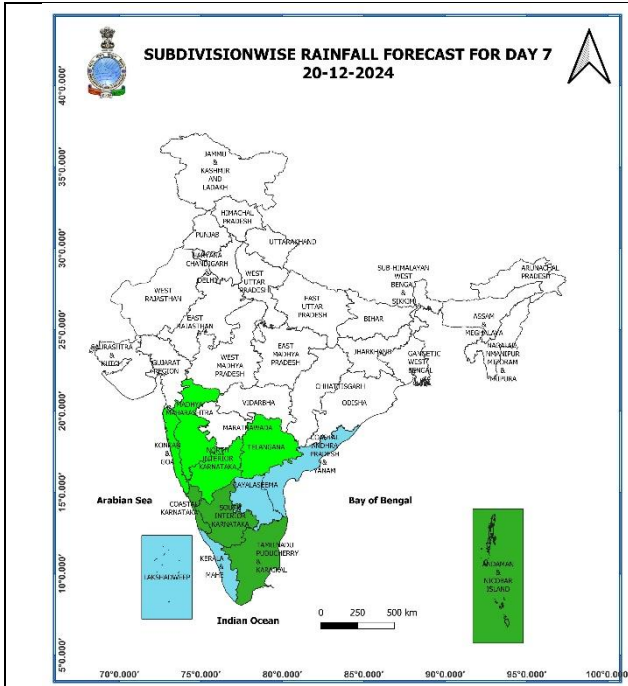 SUBDIVISIONWISE RAINFALL FORECAST FOR DAY 7
20-12-2024
40°0.000'
35°0.000'
30°0.000'
25°0.000'
20°0.000'
15°0.000'
10°0.000'
5°0.000'
JAMMU
&
KASHMIR
AND
LADAKH
HIMACHAL
PRADESH
PUNJAB
UTTARAKHAND
CHANDIGARH
&
DELHI
WEST
RAJASTHAN
WEST
UTTAR
PRADESH
EAST
UTTAR
PRADESH
SUB-HIMALAYAN
WEST
BENGAL
&
SIKKIM
ARUNACHAL
PRADESH
EAST
RAJASTHAN
BIHAR
ASSAM
&
MEGHALAYA
SAURASHTRA
&
KUTCH
GUJARAT
REGION
WEST
MADHYA
PRADESH
EAST
MADHYA
PRADESH
JHARKHAND
GANGETIC
WEST
BENGAL
MIZORAM
&
TRIPURA
CHHATTISGARH
ODISHA
VIDARBHA
MADHYA
MAHARASHTRA
MARATHWADA
KONKAN
&
GOA
NORTH
INTERIOR
KARNATAKA
TELANGANA
COASTAL
ANDHRA
PRADESH
&
YANAM
RAYALASEEMA
Arabian Sea
Bay of Bengal
COASTAL
KARNATAKA
SOUTH
INTERIOR
KARNATAKA
TAMILNADU
PUDUCHERRY
&
KARAIKAL
KERALA
&
MAHE
LAKSHADWEEP
ANDAMAN
&
NICOBAR
ISLAND
Indian Ocean
0 250 500 km
70°0.000' 75°0.000' 80°0.000' 85°0.000' 90°0.000' 95°0.000' 100°0.0